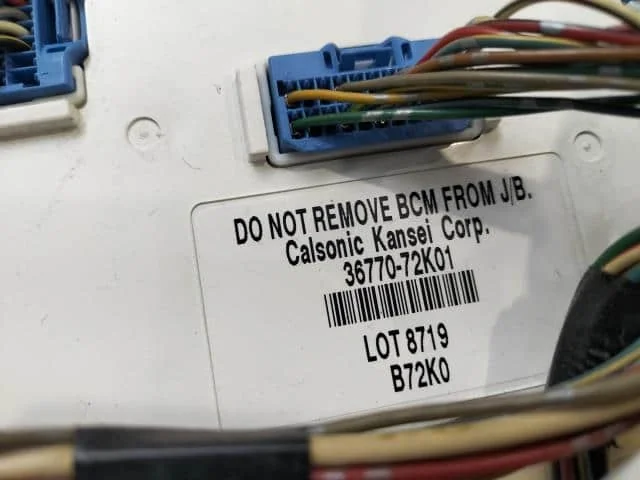 DO NOT REMOVE BCM FROM J/B.
Calsonic Kansei Corp.
36770-72K01
LOT 8719
B72K0